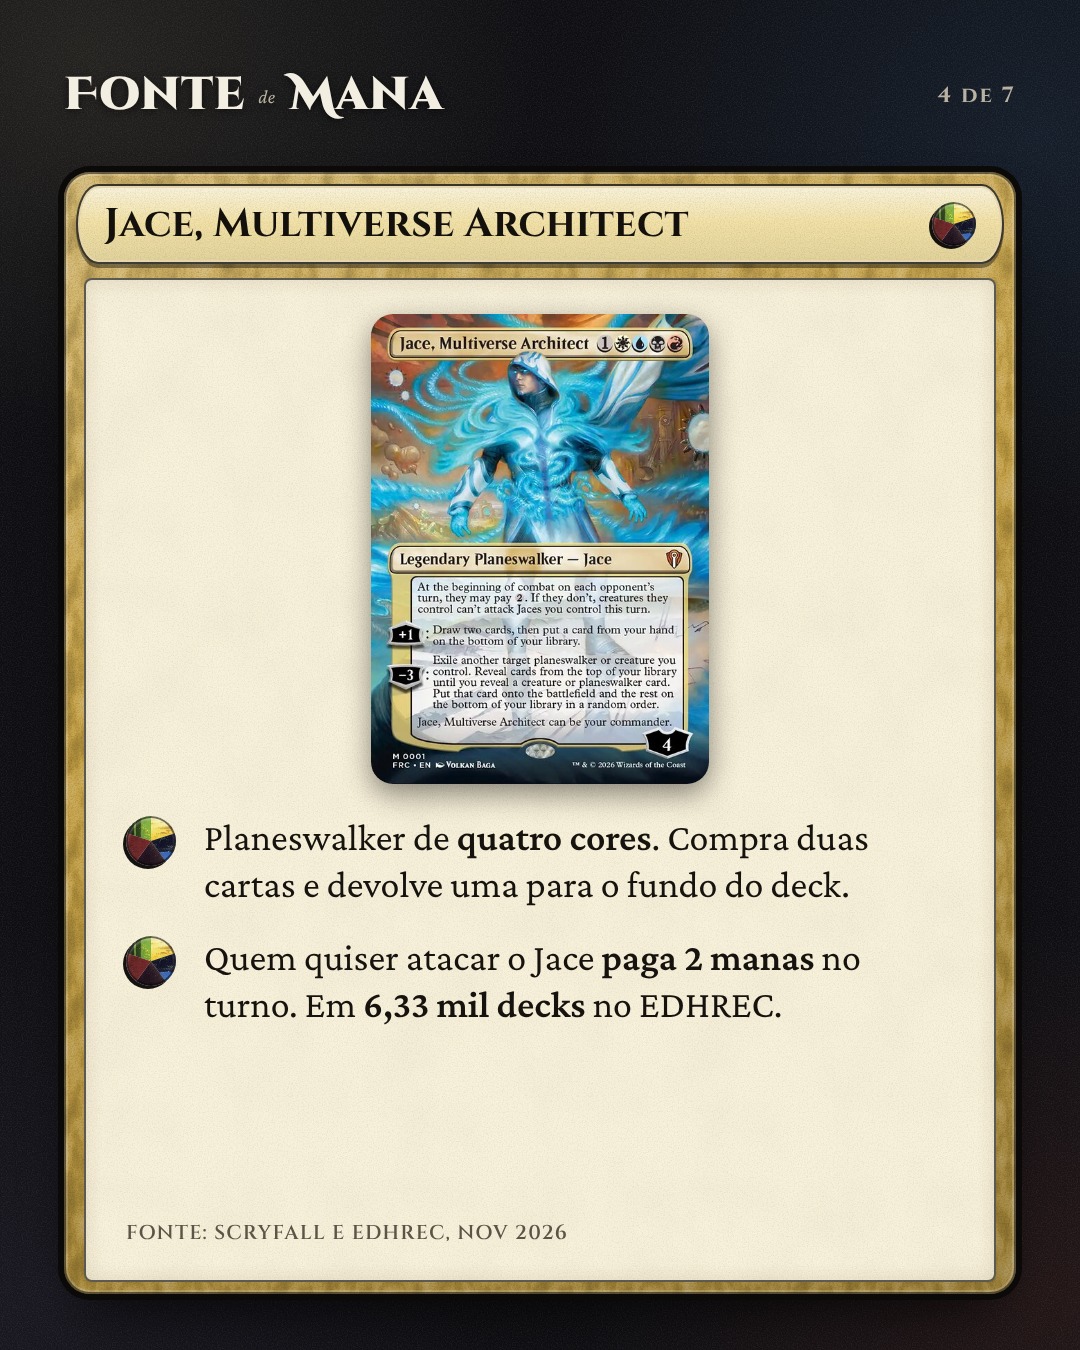 FONTE de MANA
4 DE 7
JACE, MULTIVERSE ARCHITECT
Jace, Multiverse Architect 1
Legendary Planeswalker — Jace
At the beginning of combat on each opponent's
turn, they may pay 2. If they don't, creatures they
control can't attack Jaces you control this turn.
+1: Draw two cards, then put a card from your hand
on the bottom of your library.
Exile another target planeswalker or creature you
−3: control. Reveal cards from the top of your library
until you reveal a creature or planeswalker card.
Put that card onto the battlefield and the rest on
the bottom of your library in a random order.
Jace, Multiverse Architect can be your commander.
4
M 0001
FRC • EN VOLKAN BAGA
™ & © 2026 Wizards of the Coast
Planeswalker de quatro cores. Compra duas
cartas e devolve uma para o fundo do deck.
Quem quiser atacar o Jace paga 2 manas no
turno. Em 6,33 mil decks no EDHREC.
FONTE: SCRYFALL E EDHREC, NOV 2026